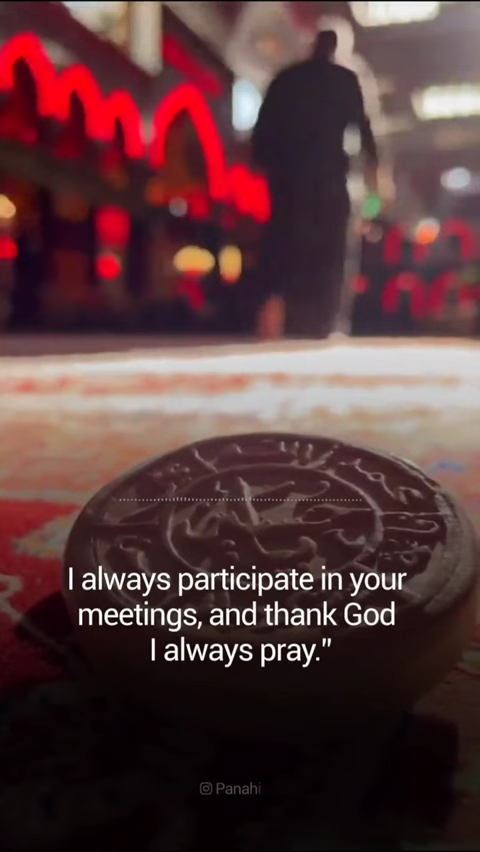 I always participate in your
meetings, and thank God
I always pray.”
Panahi